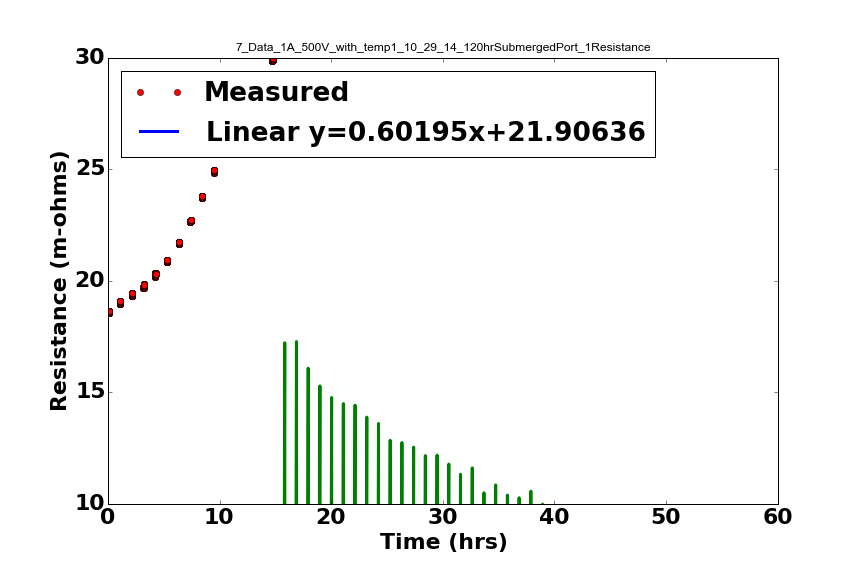 7_Data_1A_500V_with_temp1_10_29_14_120hrSubmergedPort_1Resistance
Measured
Linear y=0.60195x+21.90636
Resistance (m-ohms)
30
25
20
15
10
0 10 20 30 40 50 60
Time (hrs)